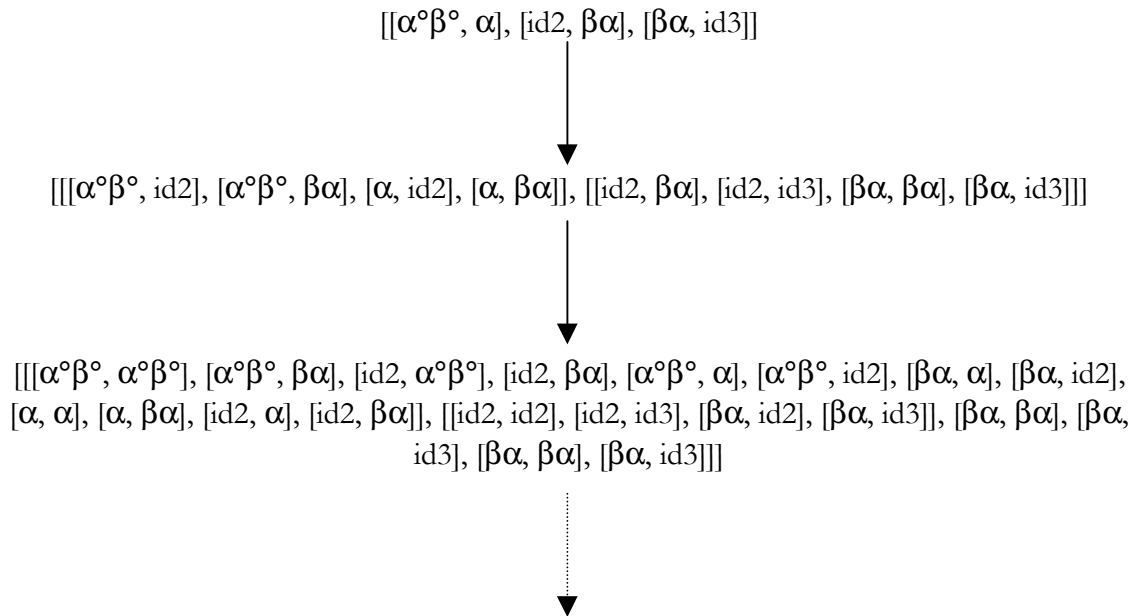 [[α°β°, α], [id2, βα], [βα, id3]]
[[[α°β°, id2], [α°β°, βα], [α, id2], [α, βα]], [[id2, βα], [id2, id3], [βα, βα], [βα, id3]]]
[[[α°β°, α°β°], [α°β°, βα], [id2, α°β°], [id2, βα], [α°β°, α], [α°β°, id2], [βα, α], [βα, id2],
[α, α], [α, βα], [id2, α], [id2, βα]], [[id2, id2], [id2, id3], [βα, id2], [βα, id3]], [βα, βα], [βα,
id3], [βα, βα], [βα, id3]]]